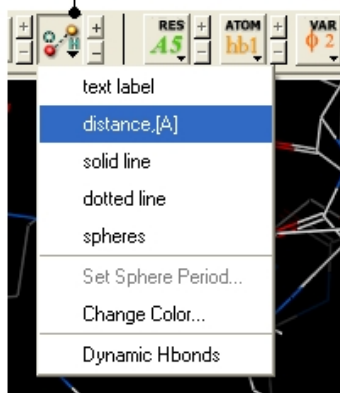 RES
ATOM
VAR
A5
hb1
ϕ 2
H
text label
distance,[A]
solid line
dotted line
spheres
Set Sphere Period...
Change Color...
Dynamic Hbonds